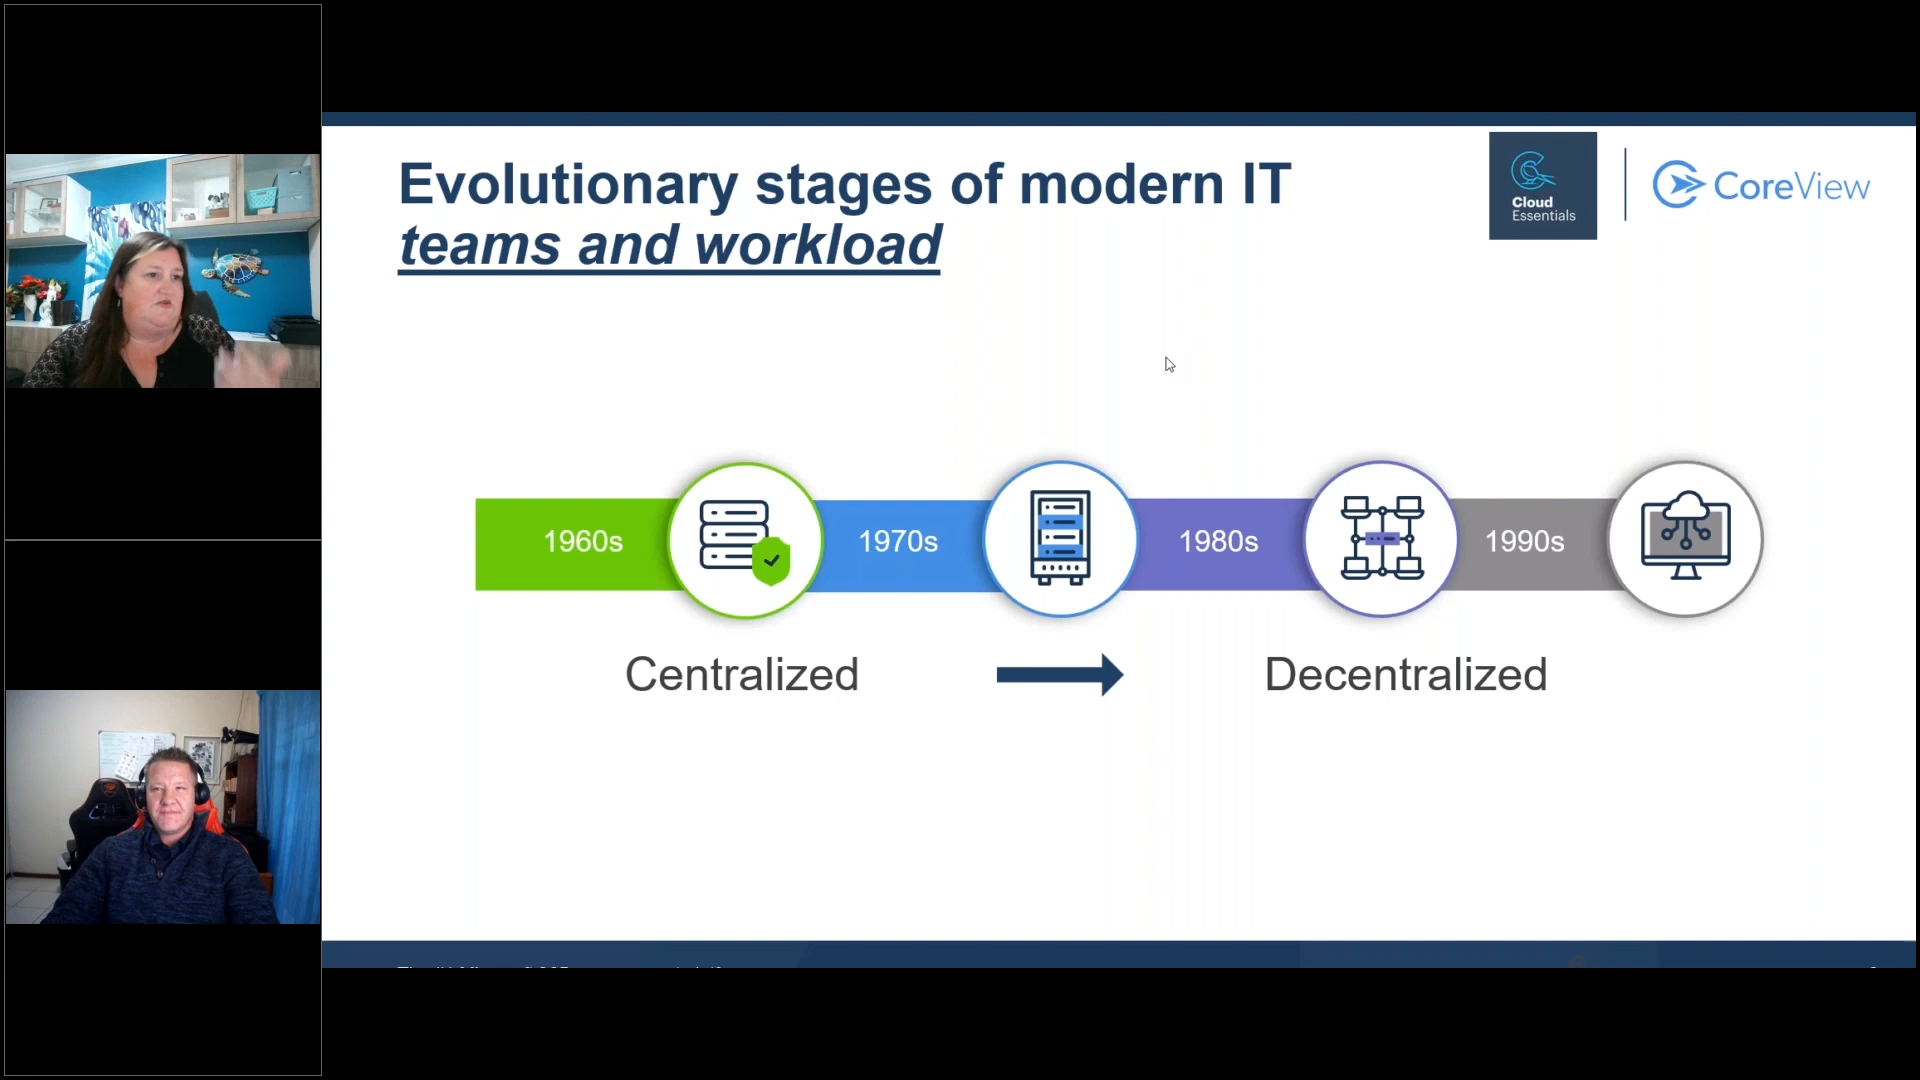 Evolutionary stages of modern IT
teams and workload
Cloud
Essentials
CoreView
1960s
1970s
1980s
1990s
Centralized
Decentralized